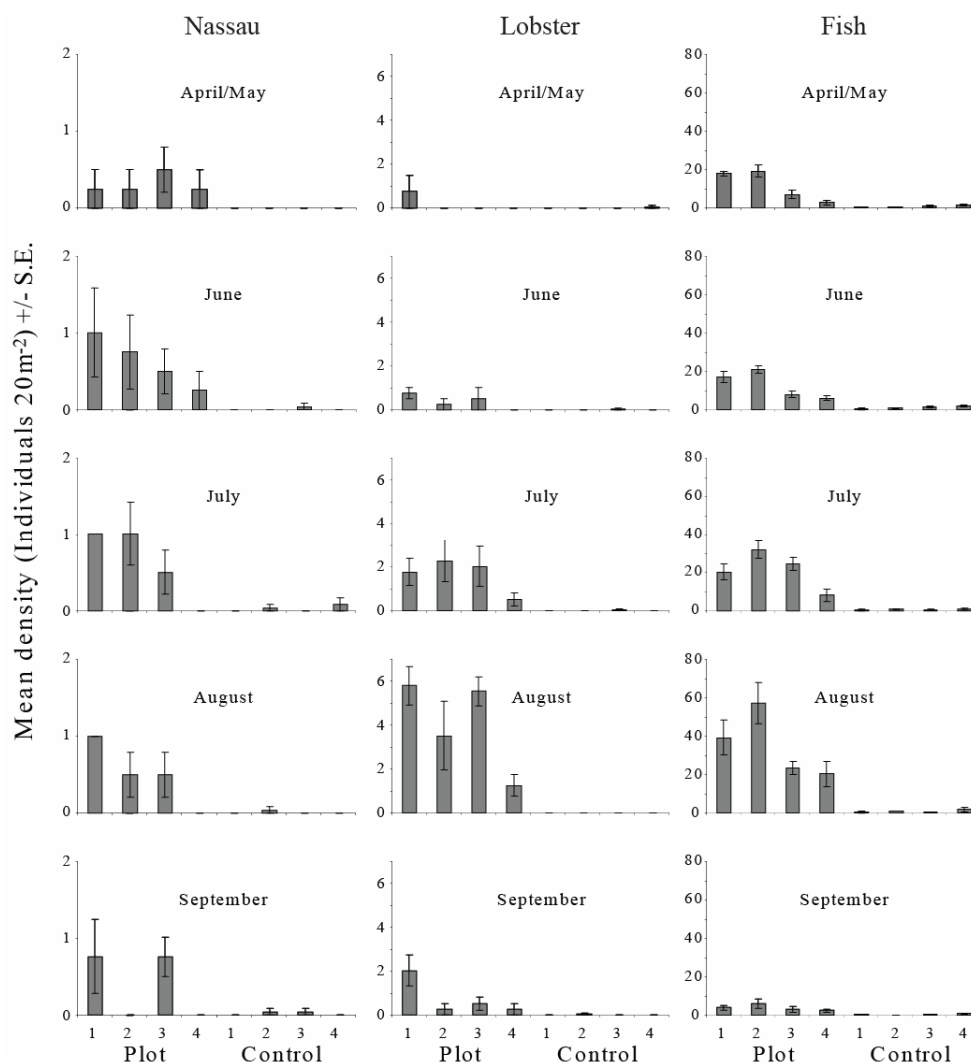 Nassau Lobster Fish
Mean density (Individuals 20m-2) +/- S.E.
2 6 80
April/May April/May April/May
60
1 4 40
2 20
0 0 0
2 6 80
June June June
60
1 4 40
2 20
0 0 0
2 6 80
July July July
60
1 4 40
2 20
0 0 0
2 6 80
August August August
60
1 4 40
2 20
0 0 0
2 6 80
September September September
60
1 4 40
2 20
0 0 0
1 2 3 4 1 2 3 4 1 2 3 4 1 2 3 4 1 2 3 4 1 2 3 4
Plot Control Plot Control Plot Control